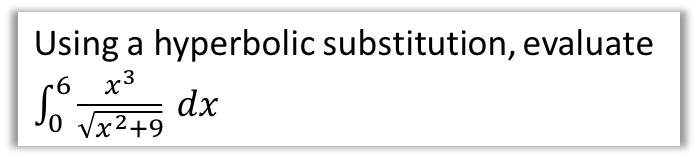 Using a hyperbolic substitution, evaluate
∫₀⁶ x³/√(x²+9) dx